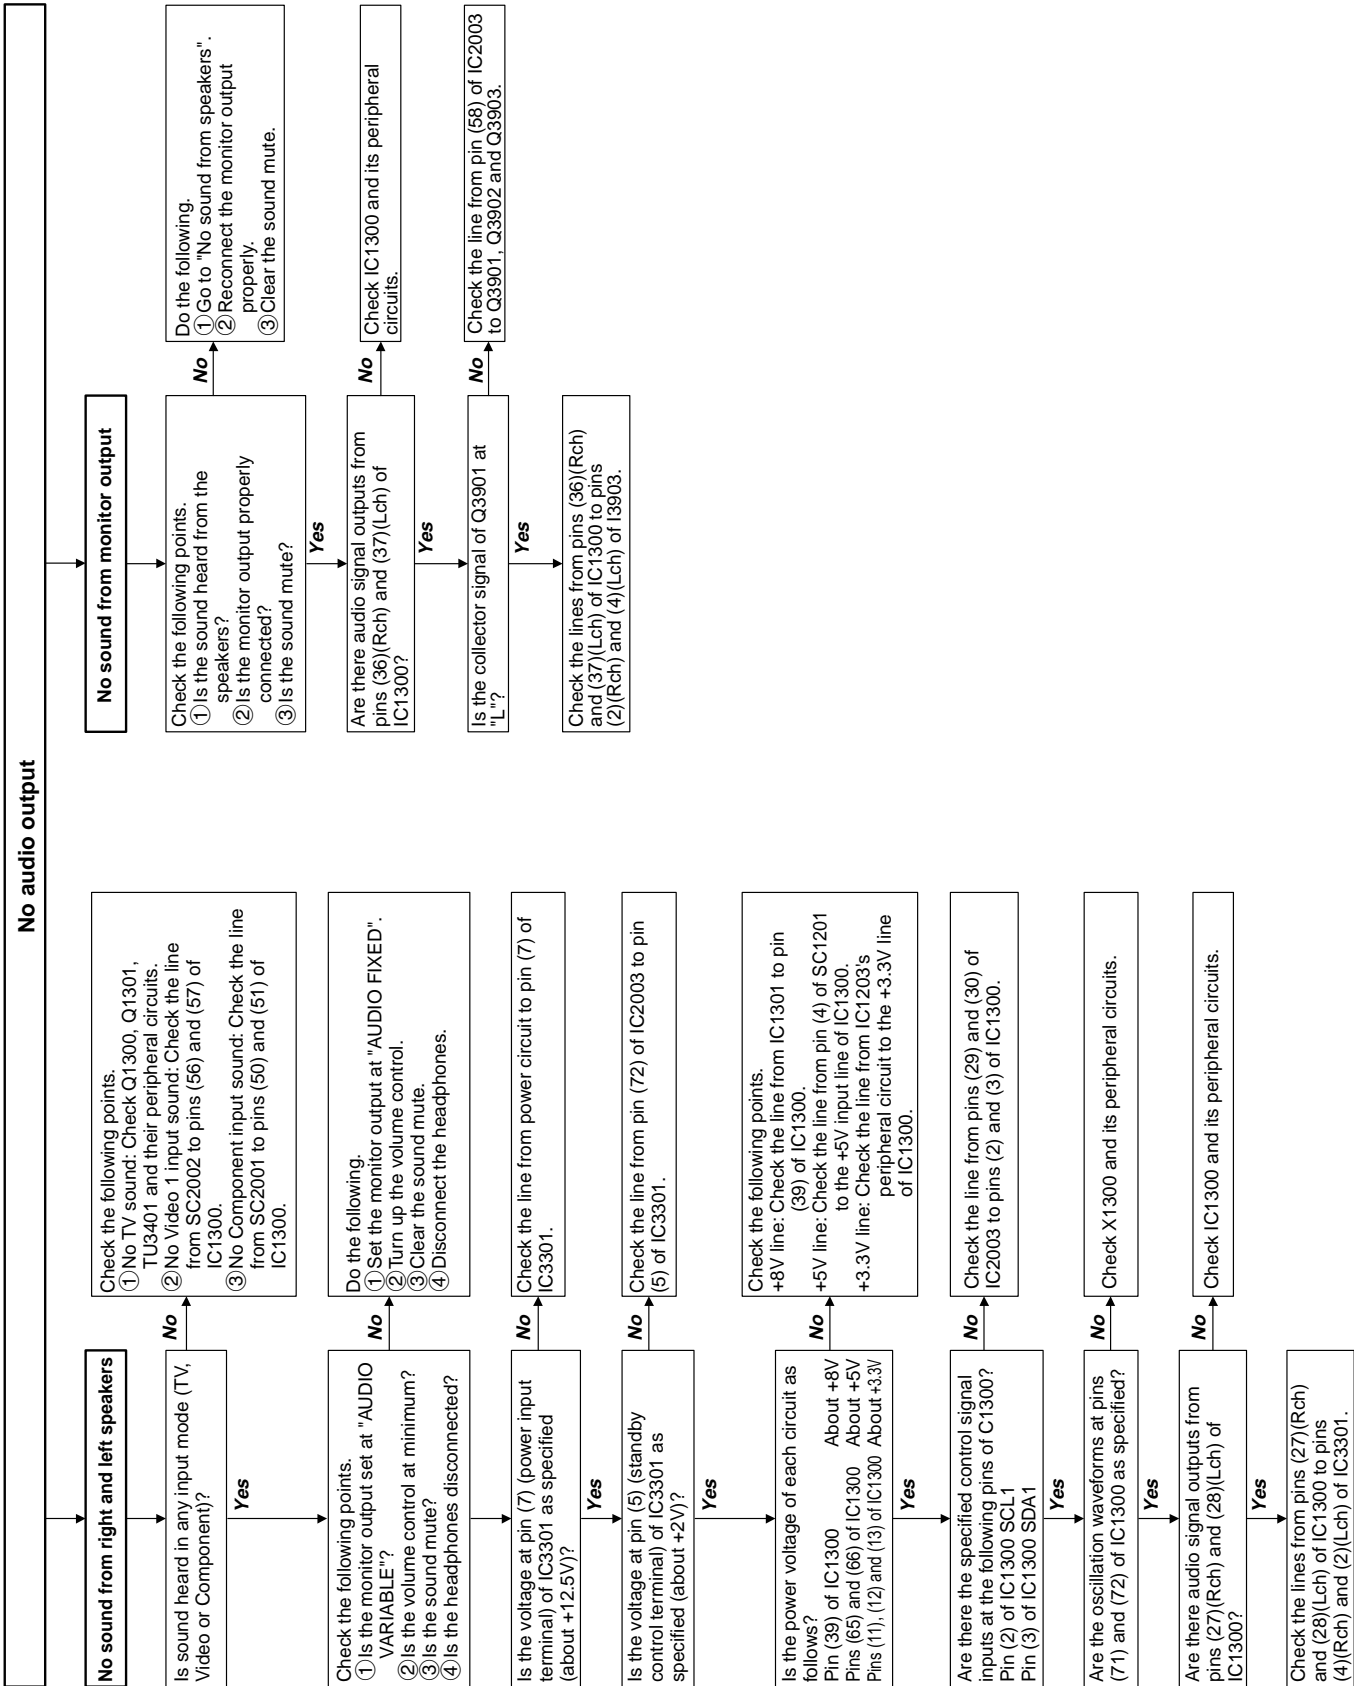 No audio output
No sound from right and left speakers
Is sound heard in any input mode (TV,
Video or Component)?
No
Check the following points.
①No TV sound: Check Q1300, Q1301,
TU3401 and their peripheral circuits.
②No Video 1 input sound: Check the line
from SC2002 to pins (56) and (57) of
IC1300.
③No Component input sound: Check the line
from SC2001 to pins (50) and (51) of
IC1300.
Yes
Check the following points.
①Is the monitor output set at "AUDIO
VARIABLE"?
②Is the volume control at minimum?
③Is the sound mute?
④Is the headphones disconnected?
No
Do the following.
①Set the monitor output at "AUDIO FIXED".
②Turn up the volume control.
③Clear the sound mute.
④Disconnect the headphones.
Is the voltage at pin (7) (power input
terminal) of IC3301 as specified
(about +12.5V)?
No
Check the line from power circuit to pin (7) of
IC3301.
Yes
Is the voltage at pin (5) (standby
control terminal) of IC3301 as
specified (about +2V)?
No
Check the line from pin (72) of IC2003 to pin
(5) of IC3301.
Yes
Is the power voltage of each circuit as
follows?
Pin (39) of IC1300 About +8V
Pins (65) and (66) of IC1300 About +5V
Pins (11), (12) and (13) of IC1300 About +3.3V
No
Check the following points.
+8V line: Check the line from IC1301 to pin
(39) of IC1300.
+5V line: Check the line from pin (4) of SC1201
to the +5V input line of IC1300.
+3.3V line: Check the line from IC1203's
peripheral circuit to the +3.3V line
of IC1300.
Yes
Are there the specified control signal
inputs at the following pins of C1300?
Pin (2) of IC1300 SCL1
Pin (3) of IC1300 SDA1
No
Check the line from pins (29) and (30) of
IC2003 to pins (2) and (3) of IC1300.
Yes
Are the oscillation waveforms at pins
(71) and (72) of IC1300 as specified?
No
Check X1300 and its peripheral circuits.
Yes
Are there audio signal outputs from
pins (27)(Rch) and (28)(Lch) of
IC1300?
No
Check IC1300 and its peripheral circuits.
Yes
Check the lines from pins (27)(Rch)
and (28)(Lch) of IC1300 to pins
(4)(Rch) and (2)(Lch) of IC3301.
No sound from monitor output
Check the following points.
①Is the sound heard from the
speakers?
②Is the monitor output properly
connected?
③Is the sound mute?
No
Do the following.
①Go to "No sound from speakers".
②Reconnect the monitor output
properly.
③Clear the sound mute.
Yes
Are there audio signal outputs from
pins (36)(Rch) and (37)(Lch) of
IC1300?
No
Check IC1300 and its peripheral
circuits.
Yes
Is the collector signal of Q3901 at
"L"?
No
Check the line from pin (58) of IC2003
to Q3901, Q3902 and Q3903.
Yes
Check the lines from pins (36)(Rch)
and (37)(Lch) of IC1300 to pins
(2)(Rch) and (4)(Lch) of I3903.